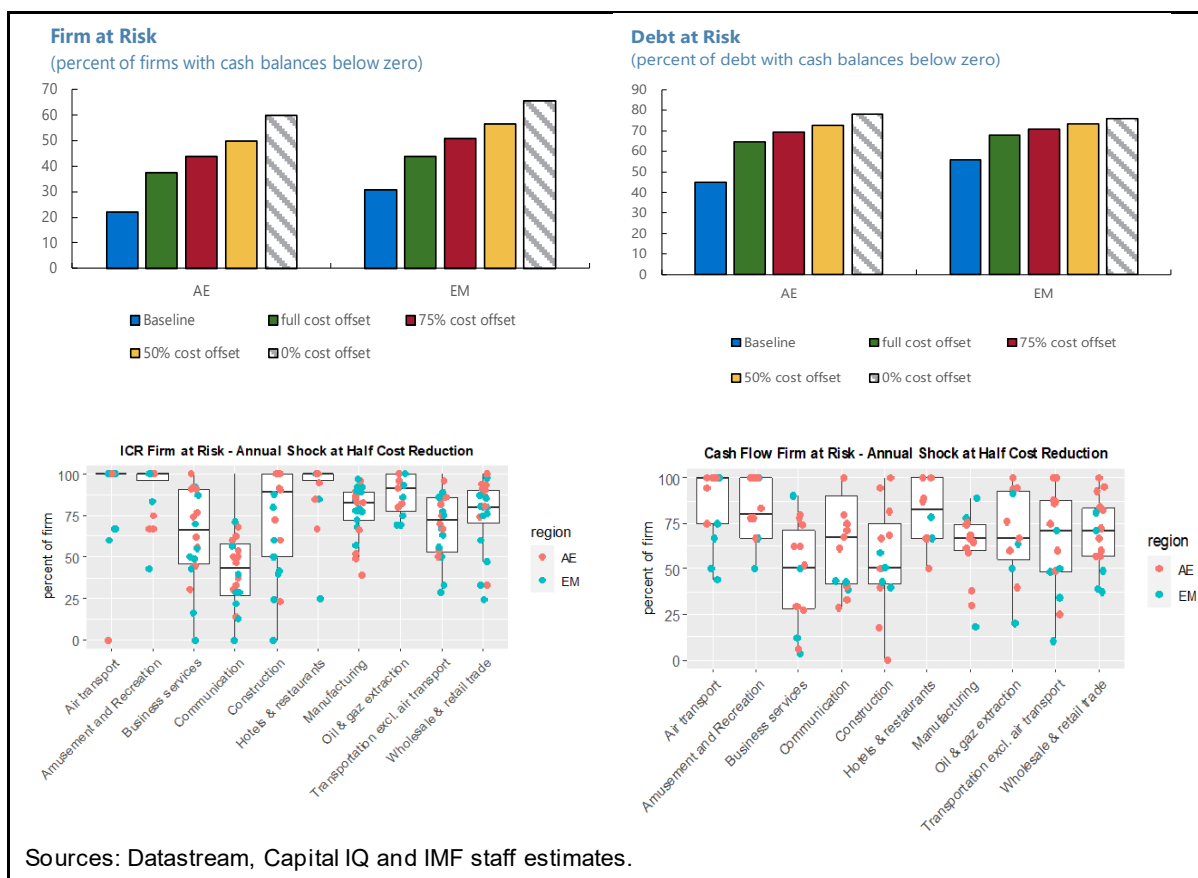 Firm at Risk
(percent of firms with cash balances below zero)
70
60
50
40
30
20
10
0
AE
EM
Baseline
full cost offset
75% cost offset
50% cost offset
0% cost offset
Debt at Risk
(percent of debt with cash balances below zero)
90
80
70
60
50
40
30
20
10
0
AE
EM
Baseline
full cost offset
75% cost offset
50% cost offset
0% cost offset
ICR Firm at Risk - Annual Shock at Half Cost Reduction
percent of firm
100
75
50
25
0
Air transport
Amusement and Recreation
Business services
Communication
Construction
Hotels & restaurants
Manufacturing
Oil & gaz extraction
Transportation excl. air transport
Wholesale & retail trade
region
AE
EM
Cash Flow Firm at Risk - Annual Shock at Half Cost Reduction
percent of firm
100
75
50
25
0
Air transport
Amusement and Recreation
Business services
Communication
Construction
Hotels & restaurants
Manufacturing
Oil & gaz extraction
Transportation excl. air transport
Wholesale & retail trade
region
AE
EM
Sources: Datastream, Capital IQ and IMF staff estimates.